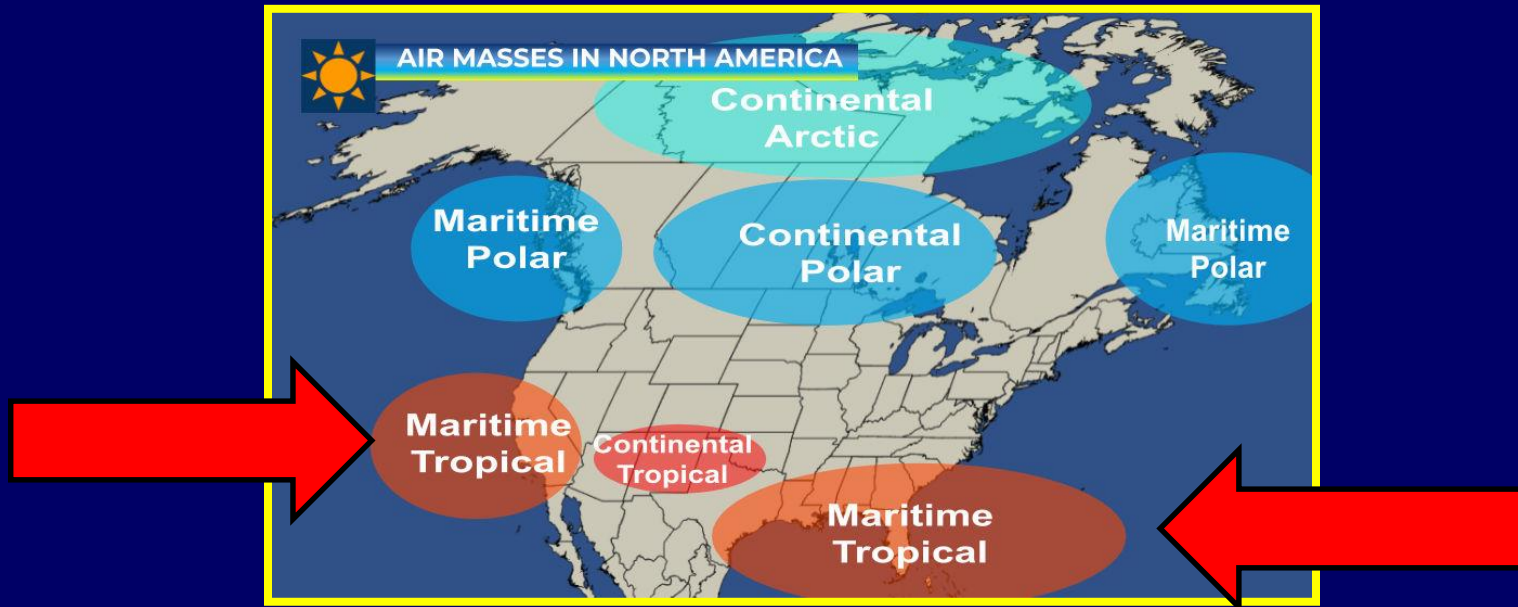 AIR MASSES IN NORTH AMERICA
Continental
Arctic
Maritime
Polar
Continental
Polar
Maritime
Polar
Maritime
Tropical
Continental
Tropical
Maritime
Tropical